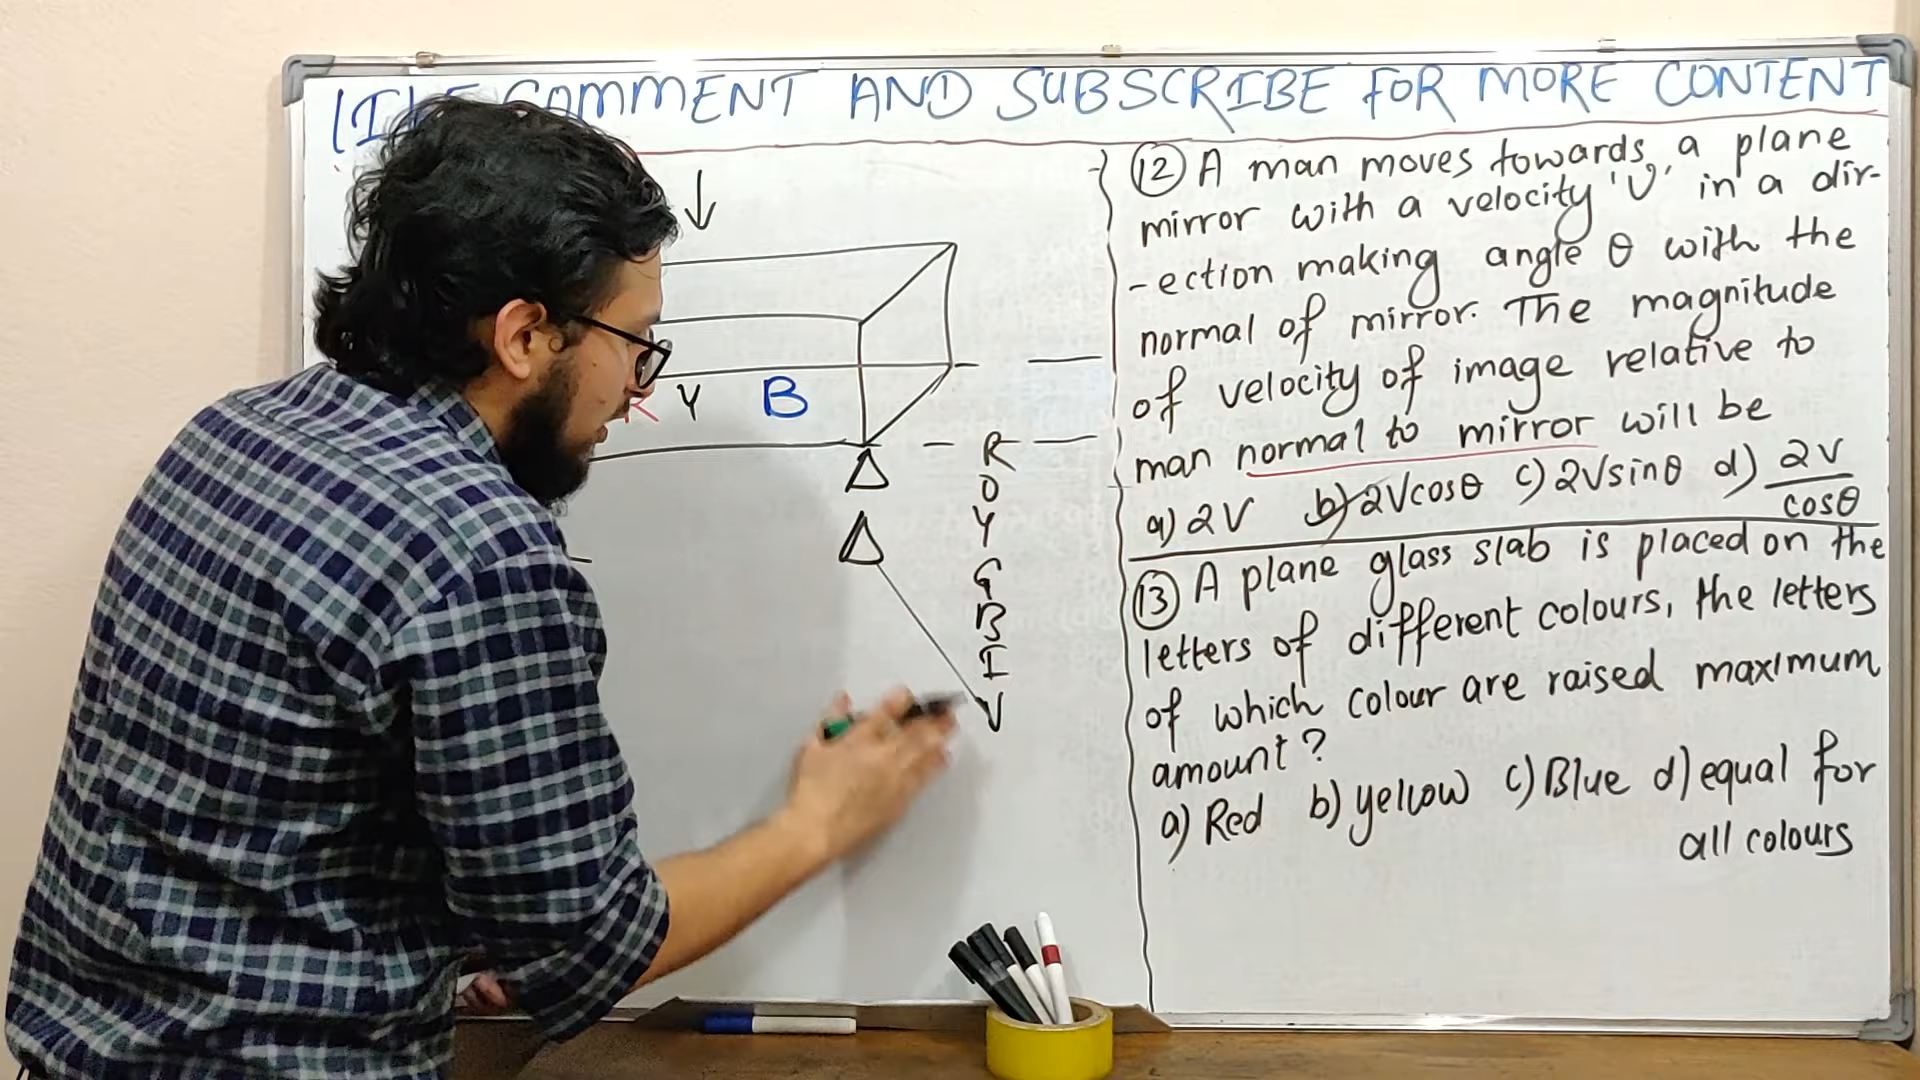 COMMENT AND SUBSCRIBE FOR MORE CONTENT
Y B
R
O
Y
G
B
I
V
⑫ A man moves towards a plane
mirror with a velocity 'V' in a dir-
-ection making angle θ with the
normal of mirror. The magnitude
of velocity of image relative to
man normal to mirror will be
a) 2V b) 2Vcosθ c) 2Vsinθ d) 2V/cosθ
⑬ A plane glass slab is placed on the
letters of different colours, the letters
of which colour are raised maximum
amount?
a) Red b) yellow c) Blue d) equal for
all colours